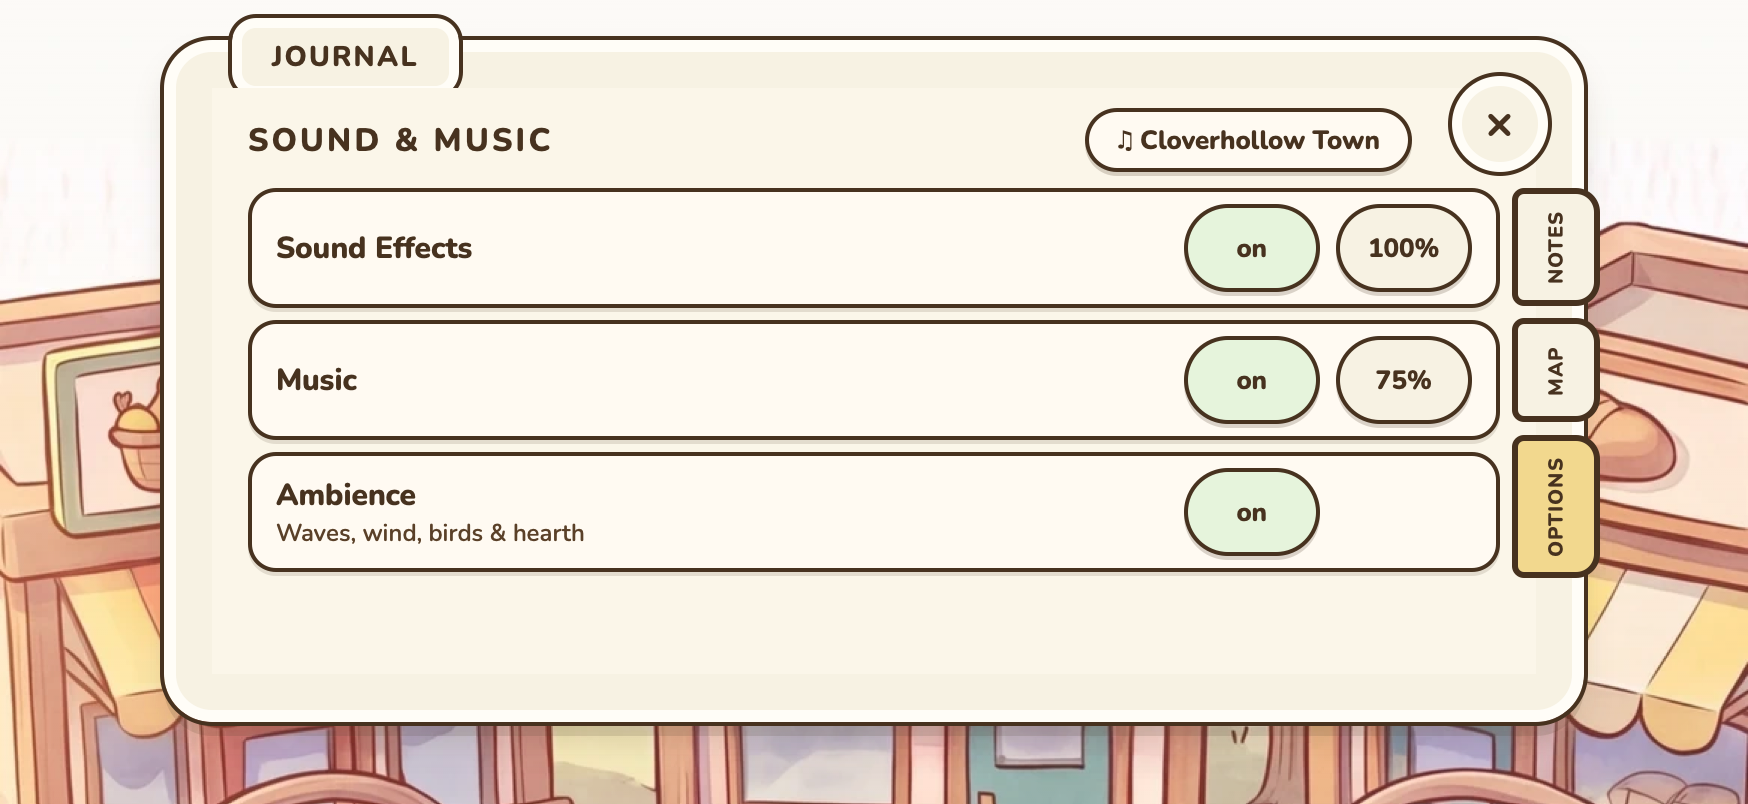 JOURNAL
SOUND & MUSIC
♫ Cloverhollow Town
×
Sound Effects
on
100%
NOTES
Music
on
75%
MAP
Ambience
Waves, wind, birds & hearth
on
OPTIONS